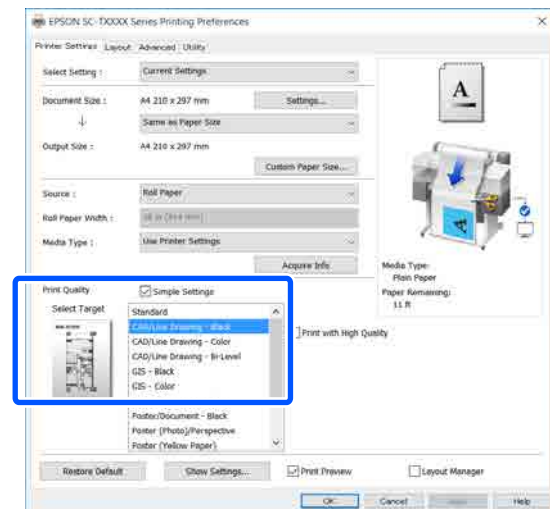 EPSON SC-TXXXX Series Printing Preferences
Printer Settings Layout Advanced Utility
Select Setting : Current Settings
Document Size : A4 210 x 297 mm Settings...
Same as Paper Size
Output Size : A4 210 x 297 mm
Custom Paper Size...
Source : Roll Paper
Roll Paper Width :
Media Type : Use Printer Settings
Acquire Info
Media Type:
Plain Paper
Paper Remaining:
11 ft
Print Quality Simple Settings
Select Target
Standard
CAD/Line Drawing - Black
CAD/Line Drawing - Color
CAD/Line Drawing - Bi-Level
GIS - Black
GIS - Color
Print with High Quality
Poster/Document - Black
Poster (Photo)/Perspective
Poster (Yellow Paper)
Restore Default Show Settings... Print Preview Layout Manager
OK Cancel Apply Help
A
A